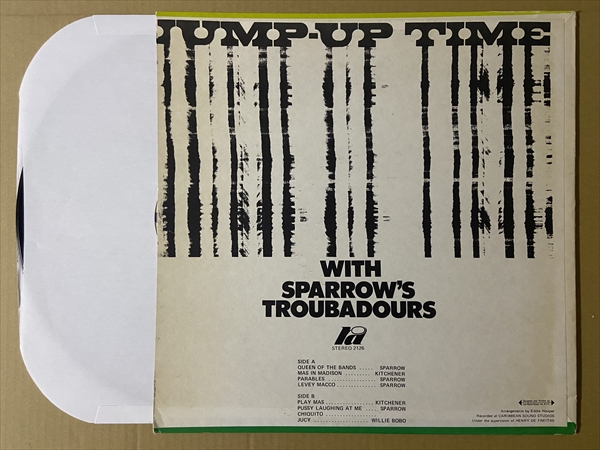 JUMP-UP TIME
WITH
SPARROW'S
TROUBADOURS
STEREO 2126
SIDE A
QUEEN OF THE BANDS .... SPARROW
MAS IN MADISON .......... KITCHENER
PARABLES ................ SPARROW
LEVEY MACCO ............ SPARROW
SIDE B
PLAY MAS ............... KITCHENER
PUSSY LAUGHING AT ME .... SPARROW
CHIQUITO
JUCY ................. WILLIE BOBO
Arrangements by Eddie Hooper
Recorded at CARIBBEAN SOUND STUDIOS
Under the supervision of HENRY DE FREITAS